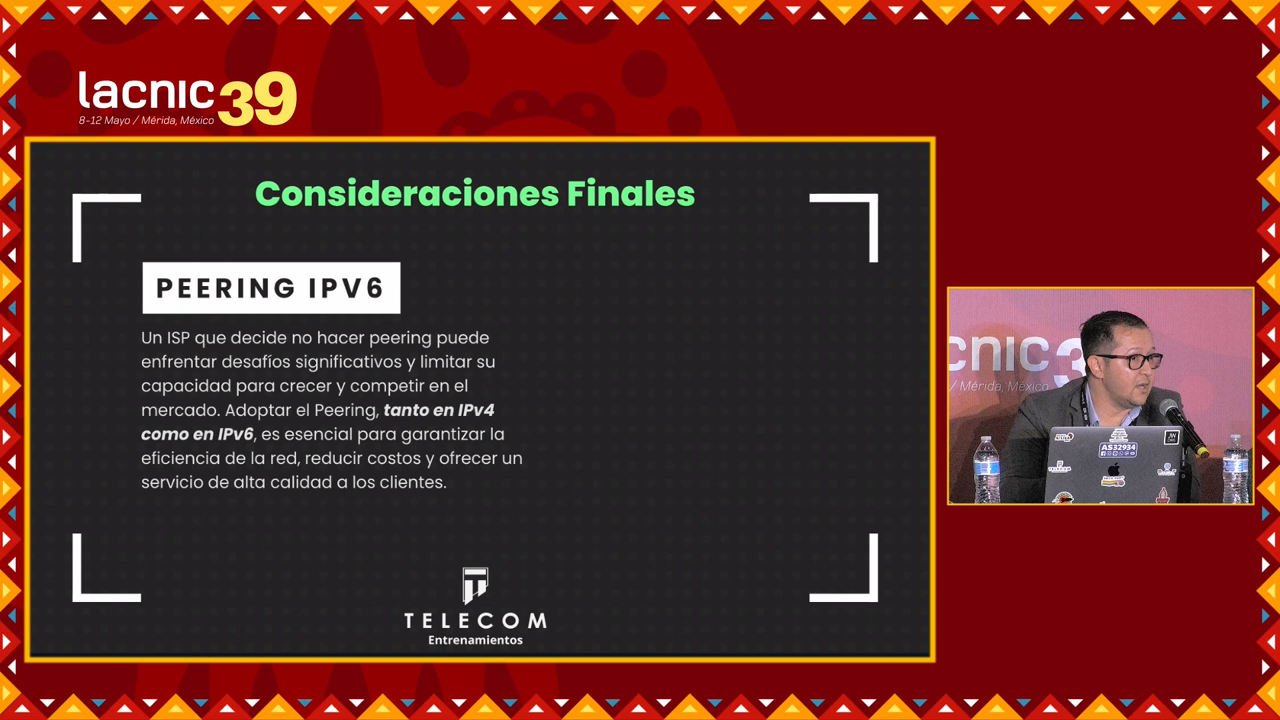 lacnic39
8-12 Mayo / Mérida, México
Consideraciones Finales
PEERING IPV6
Un ISP que decide no hacer peering puede
enfrentar desafíos significativos y limitar su
capacidad para crecer y competir en el
mercado. Adoptar el Peering, tanto en IPv4
como en IPv6, es esencial para garantizar la
eficiencia de la red, reducir costos y ofrecer un
servicio de alta calidad a los clientes.
TELECOM
Entrenamientos
cnic3
/ Mérida, México
AS32934